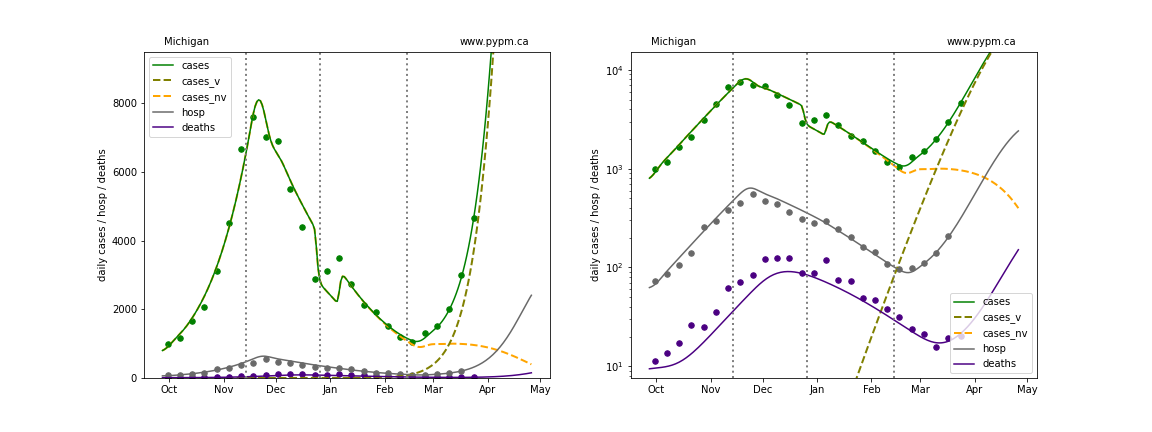 Michigan www.pypm.ca
daily cases / hosp / deaths
8000
6000
4000
2000
0
cases
cases_v
cases_nv
hosp
deaths
Oct Nov Dec Jan Feb Mar Apr May
Michigan www.pypm.ca
daily cases / hosp / deaths
10⁴
10³
10²
10¹
cases
cases_v
cases_nv
hosp
deaths
Oct Nov Dec Jan Feb Mar Apr May